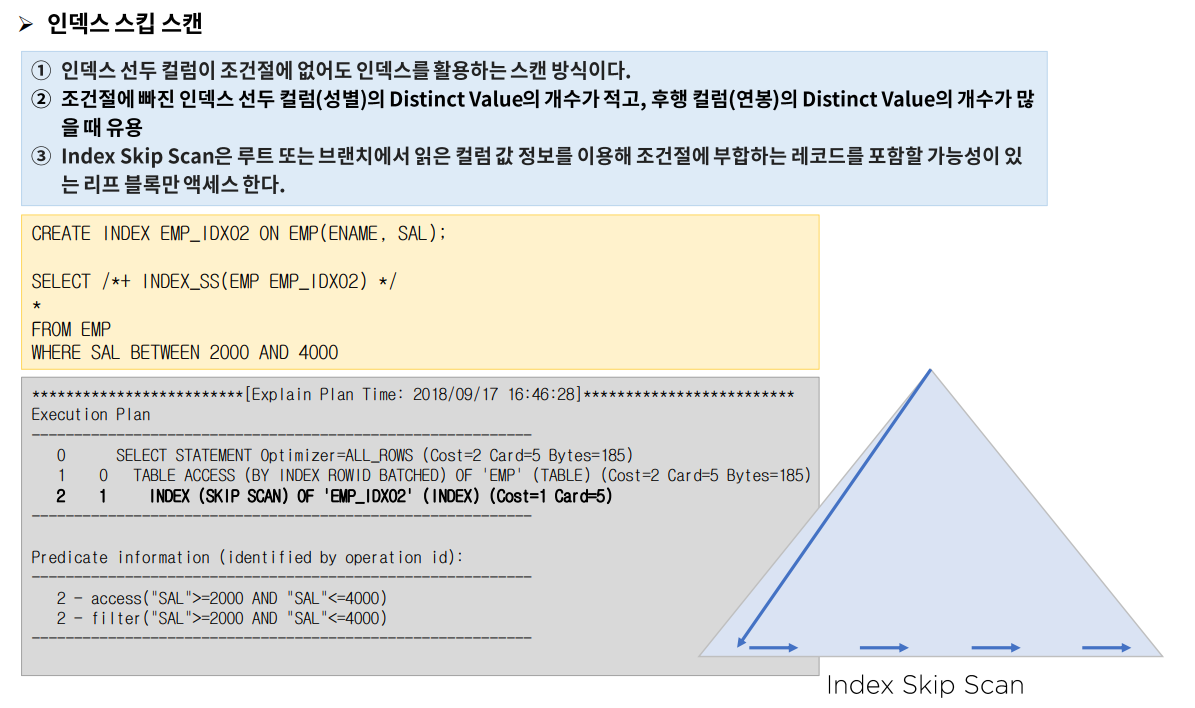 ➢ 인덱스 스킵 스캔
① 인덱스 선두 컬럼이 조건절에 없어도 인덱스를 활용하는 스캔 방식이다.
② 조건절에 빠진 인덱스 선두 컬럼(성별)의 Distinct Value의 개수가 적고, 후행 컬럼(연봉)의 Distinct Value의 개수가 많
을 때 유용
③ Index Skip Scan은 루트 또는 브랜치에서 읽은 컬럼 값 정보를 이용해 조건절에 부합하는 레코드를 포함할 가능성이 있
는 리프 블록만 액세스 한다.
CREATE INDEX EMP_IDX02 ON EMP(ENAME, SAL);
SELECT /*+ INDEX_SS(EMP EMP_IDX02) */
*
FROM EMP
WHERE SAL BETWEEN 2000 AND 4000
*************************[Explain Plan Time: 2018/09/17 16:46:28]*************************
Execution Plan
-----------------------------------------------------------
0 SELECT STATEMENT Optimizer=ALL_ROWS (Cost=2 Card=5 Bytes=185)
1 0 TABLE ACCESS (BY INDEX ROWID BATCHED) OF 'EMP' (TABLE) (Cost=2 Card=5 Bytes=185)
2 1 INDEX (SKIP SCAN) OF 'EMP_IDX02' (INDEX) (Cost=1 Card=5)
-----------------------------------------------------------
Predicate information (identified by operation id):
-----------------------------------------------------------
2 - access("SAL">=2000 AND "SAL"<=4000)
2 - filter("SAL">=2000 AND "SAL"<=4000)
-----------------------------------------------------------
Index Skip Scan